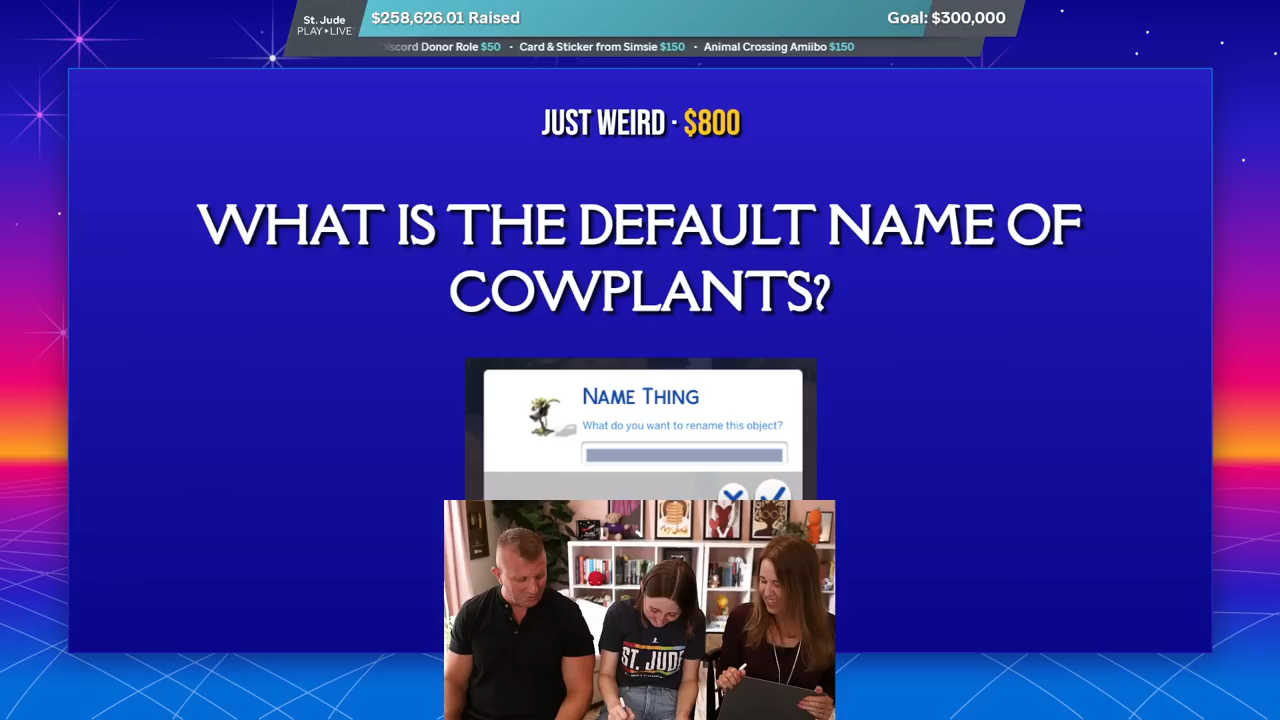 St. Jude
PLAY LIVE
$258,626.01 Raised
Goal: $300,000
iscord Donor Role $50 · Card & Sticker from Simsie $150 · Animal Crossing Amiibo $150
JUST WEIRD · $800
WHAT IS THE DEFAULT NAME OF
COWPLANTS?
NAME THING
What do you want to rename this object?
ST. JUDE